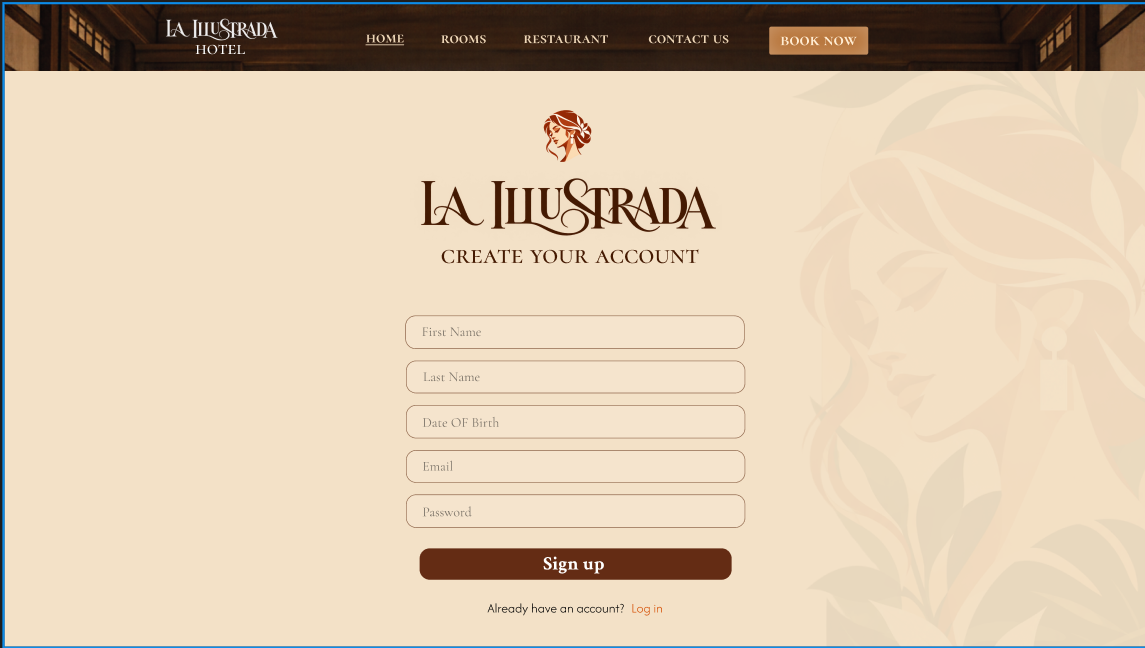 LA ILLUSTRADA
HOTEL
HOME ROOMS RESTAURANT CONTACT US BOOK NOW
LA ILLUSTRADA
CREATE YOUR ACCOUNT
First Name
Last Name
Date OF Birth
Email
Password
Sign up
Already have an account? Log in